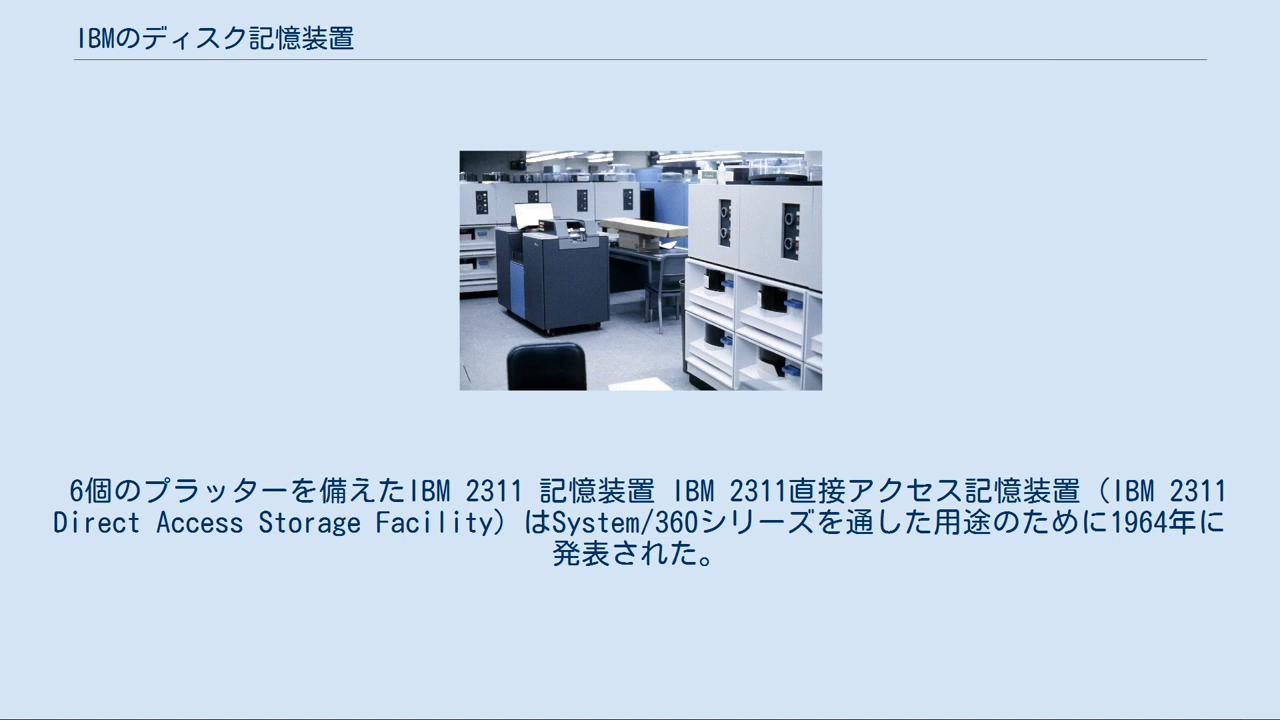 IBMのディスク記憶装置
6個のプラッターを備えたIBM 2311 記憶装置 IBM 2311直接アクセス記憶装置（IBM 2311
Direct Access Storage Facility）はSystem/360シリーズを通した用途のために1964年に
発表された。